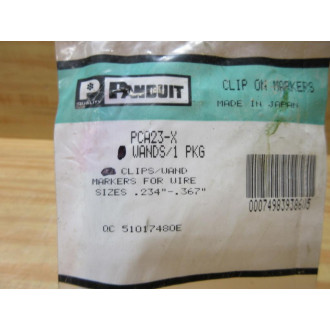 PANDUIT
CLIP ON MARKERS
MADE IN JAPAN
PCA23-X
WANDS/1 PKG
CLIPS/WAND
MARKERS FOR WIRE
SIZES .234"-.367"
QC 51017480E